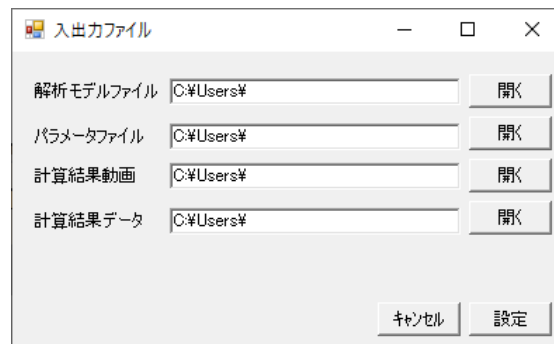 入出力ファイル
解析モデルファイル C:¥Users¥ 開く
パラメータファイル C:¥Users¥ 開く
計算結果動画 C:¥Users¥ 開く
計算結果データ C:¥Users¥ 開く
キャンセル 設定